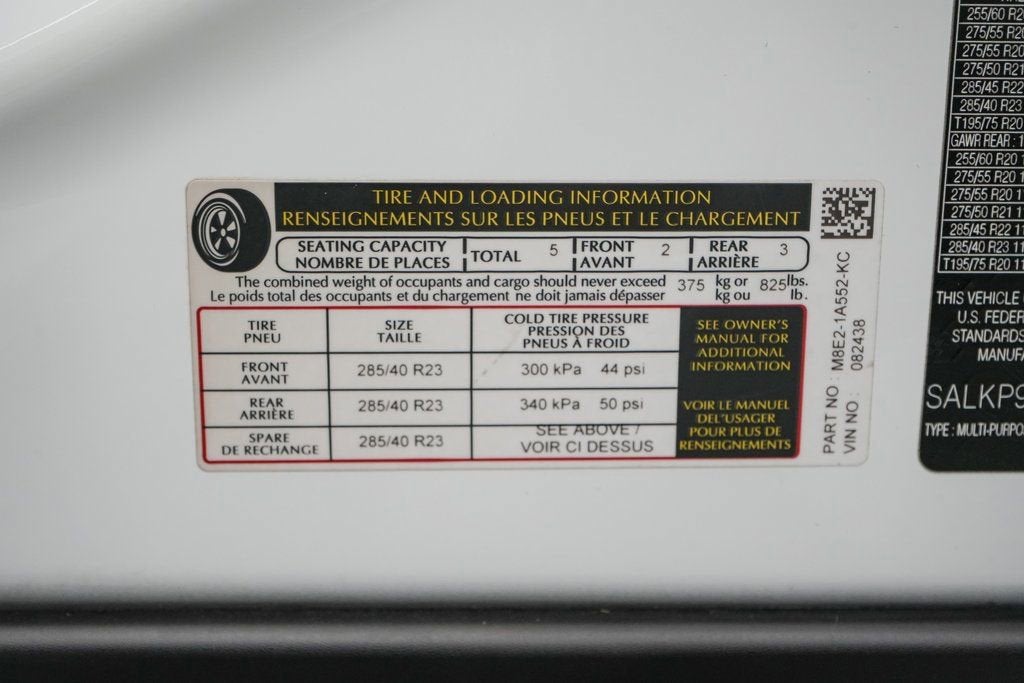 TIRE AND LOADING INFORMATION
RENSEIGNEMENTS SUR LES PNEUS ET LE CHARGEMENT
SEATING CAPACITY TOTAL 5 FRONT 2 REAR 3
NOMBRE DE PLACES AVANT ARRIÈRE
The combined weight of occupants and cargo should never exceed 375 kg or 825 lbs.
Le poids total des occupants et du chargement ne doit jamais dépasser kg ou lb.
TIRE SIZE COLD TIRE PRESSURE
PNEU TAILLE PRESSION DES
PNEUS À FROID
FRONT 285/40 R23 300 kPa 44 psi
AVANT
REAR 285/40 R23 340 kPa 50 psi
ARRIÈRE
SPARE 285/40 R23 SEE ABOVE /
DE RECHANGE VOIR CI DESSUS
SEE OWNER'S
MANUAL FOR
ADDITIONAL
INFORMATION
VOIR LE MANUEL
DEL'USAGER
POUR PLUS DE
RENSEIGNEMENTS
PART NO : M8E2-1A552-KC
VIN NO : 082438
255/60 R2
275/55 R20
275/55 R20
275/50 R21
285/45 R22
285/40 R23
T195/75 R20
GAWR REAR : 1
255/60 R20 1
275/55 R20 1
275/55 R20 11
275/50 R21 11
285/45 R22 11
285/40 R23 11
T195/75 R20 11
THIS VEHICLE
U.S. FEDER
STANDARDS
MANUFA
SALKP9
TYPE : MULTI-PURPO